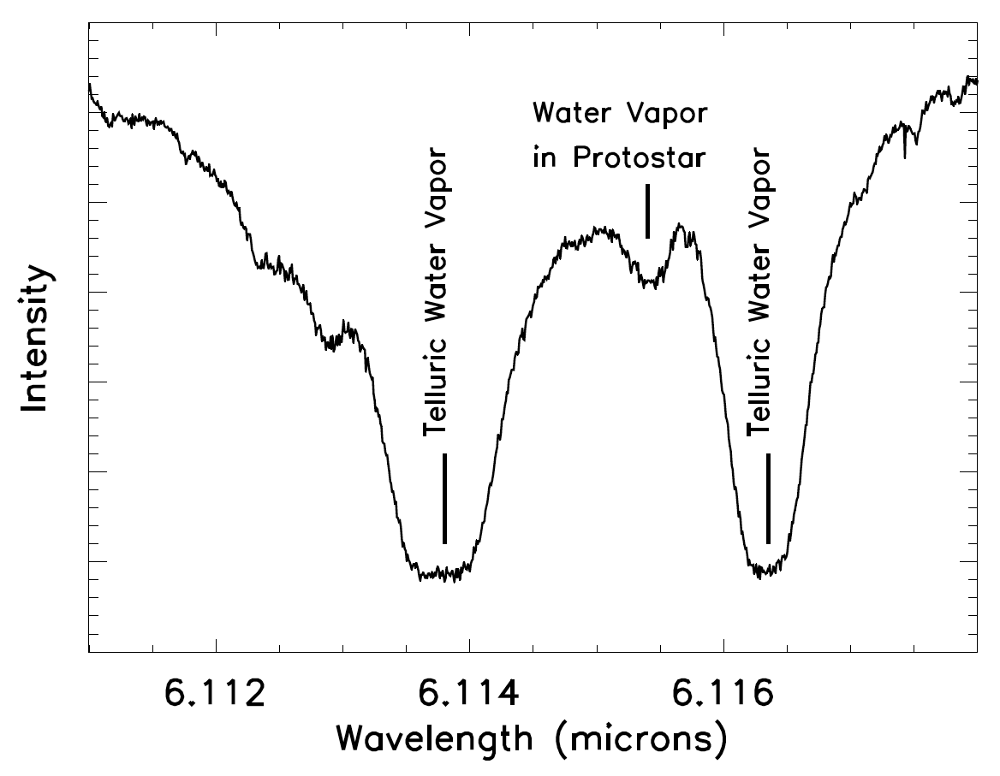 Water Vapor
in Protostar
Telluric Water Vapor
Telluric Water Vapor
Intensity
6.112
6.114
6.116
Wavelength (microns)